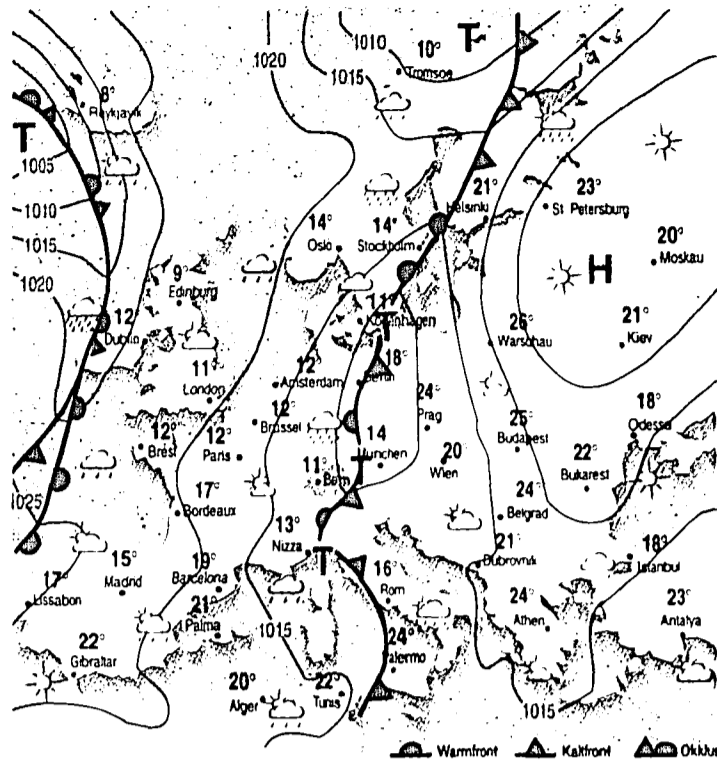 1010
10°
T
Tromsoe
1020
1015
8°
Reykjavik
T
1005
1010
1015
1020
21°
Helsinki
23°
St Petersburg
20°
Moskau
H
14°
Oslo
14°
Stockholm
9°
Edinburg
12°
Dublin
11°
Kopenhagen
T
26°
Warschau
21°
Kiev
11°
London
12°
Amsterdam
18°
Berlin
24°
Prag
12°
Brest
12°
Paris
12°
Brüssel
14
München
T
20
Wien
25°
Budapest
18°
Odessa
22°
Bukarest
11°
Bern
1025
17°
Bordeaux
24°
Belgrad
13°
Nizza
T
21°
Dubrovnik
18°
Istanbul
17°
Lissabon
15°
Madrid
19°
Barcelona
16
Rom
21°
Palma
1015
24°
Athen
23°
Antalya
22°
Gibraltar
24°
Palermo
20°
Alger
22°
Tunis
1015
Warmfront
Kaltfront